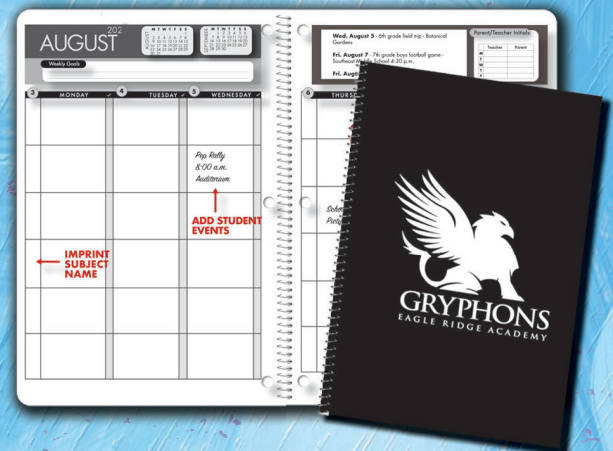 AUGUST 202
M T W T F S S
Weekly Goals
3 MONDAY
4 TUESDAY
5 WEDNESDAY
Pep Rally
8:00 a.m.
Auditorium
ADD STUDENT
EVENTS
IMPRINT
SUBJECT
NAME
Wed. August 5 - 6th grade field trip - Botanical
Gardens
Fri. August 7 - 7th grade boys football game -
Southeast Middle School 4:30 p.m.
Fri.
Parent/Teacher Initials
Teacher Parent
M
T
W
T
F
6
GRYPHONS
EAGLE RIDGE ACADEMY